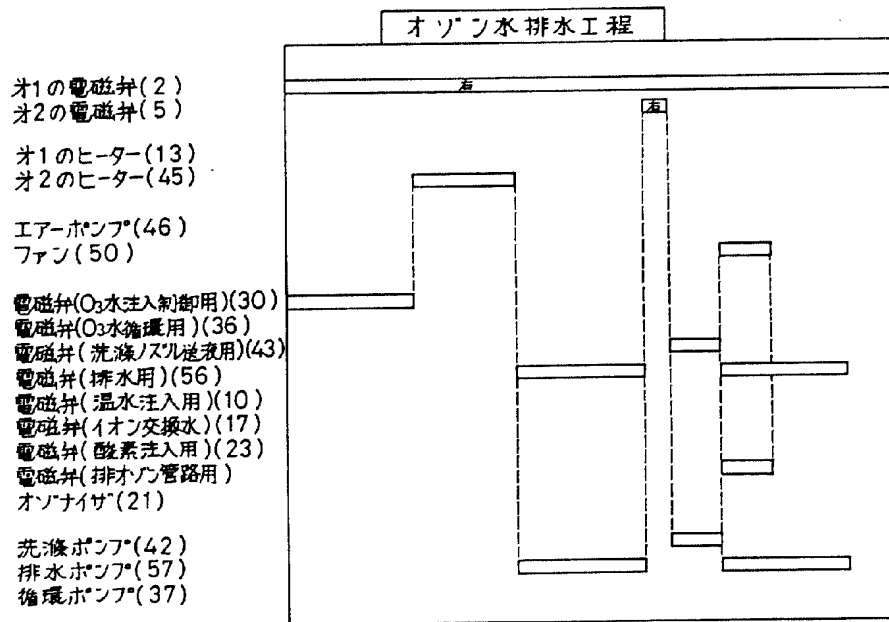 オゾン水排水工程
右
才1の電磁弁(2)
才2の電磁弁(5)
右
才1のヒーター(13)
才2のヒーター(45)
エアーポンプ(46)
ファン(50)
電磁弁(O₃水注入制御用)(30)
電磁弁(O₃水循環用)(36)
電磁弁(洗滌ノズル送液用)(43)
電磁弁(排水用)(56)
電磁弁(温水注入用)(10)
電磁弁(イオン交換水)(17)
電磁弁(酸素注入用)(23)
電磁弁(排オゾン管路用)
オゾナイザ(21)
洗滌ポンプ(42)
排水ポンプ(57)
循環ポンプ(37)